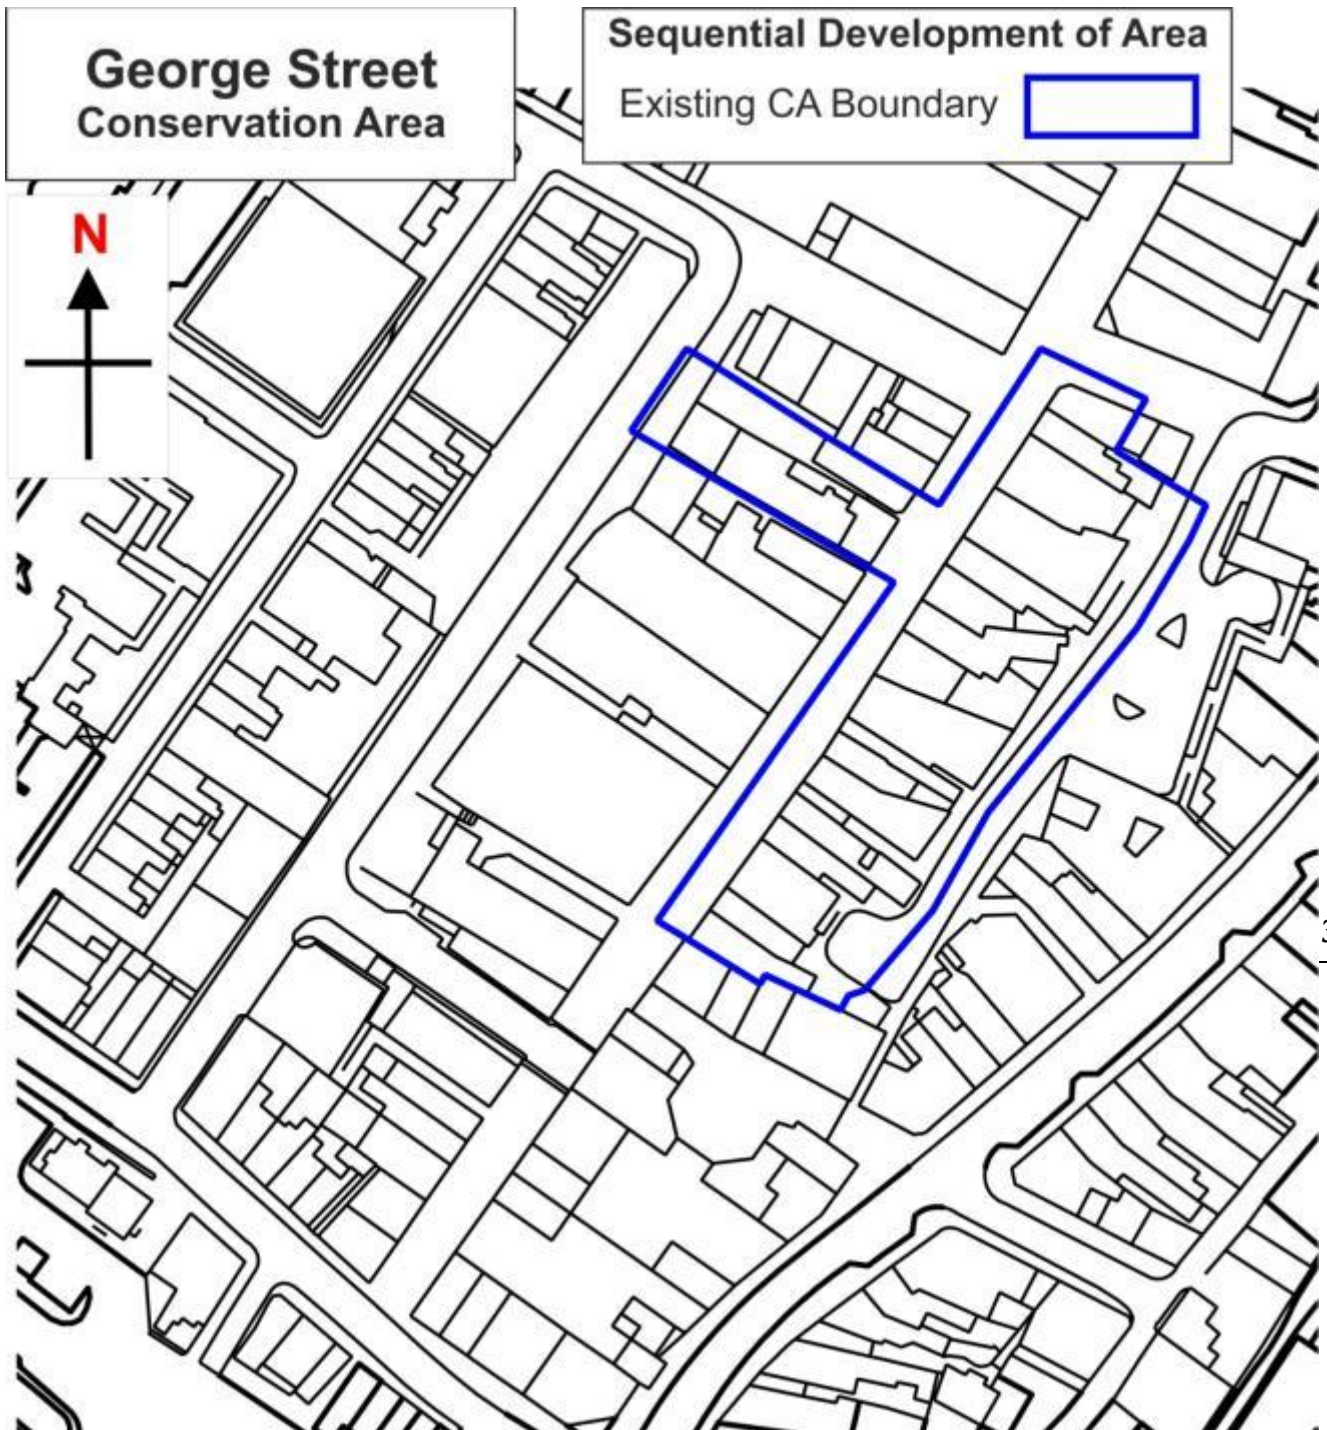 George Street
Conservation Area
Sequential Development of Area
Existing CA Boundary
N